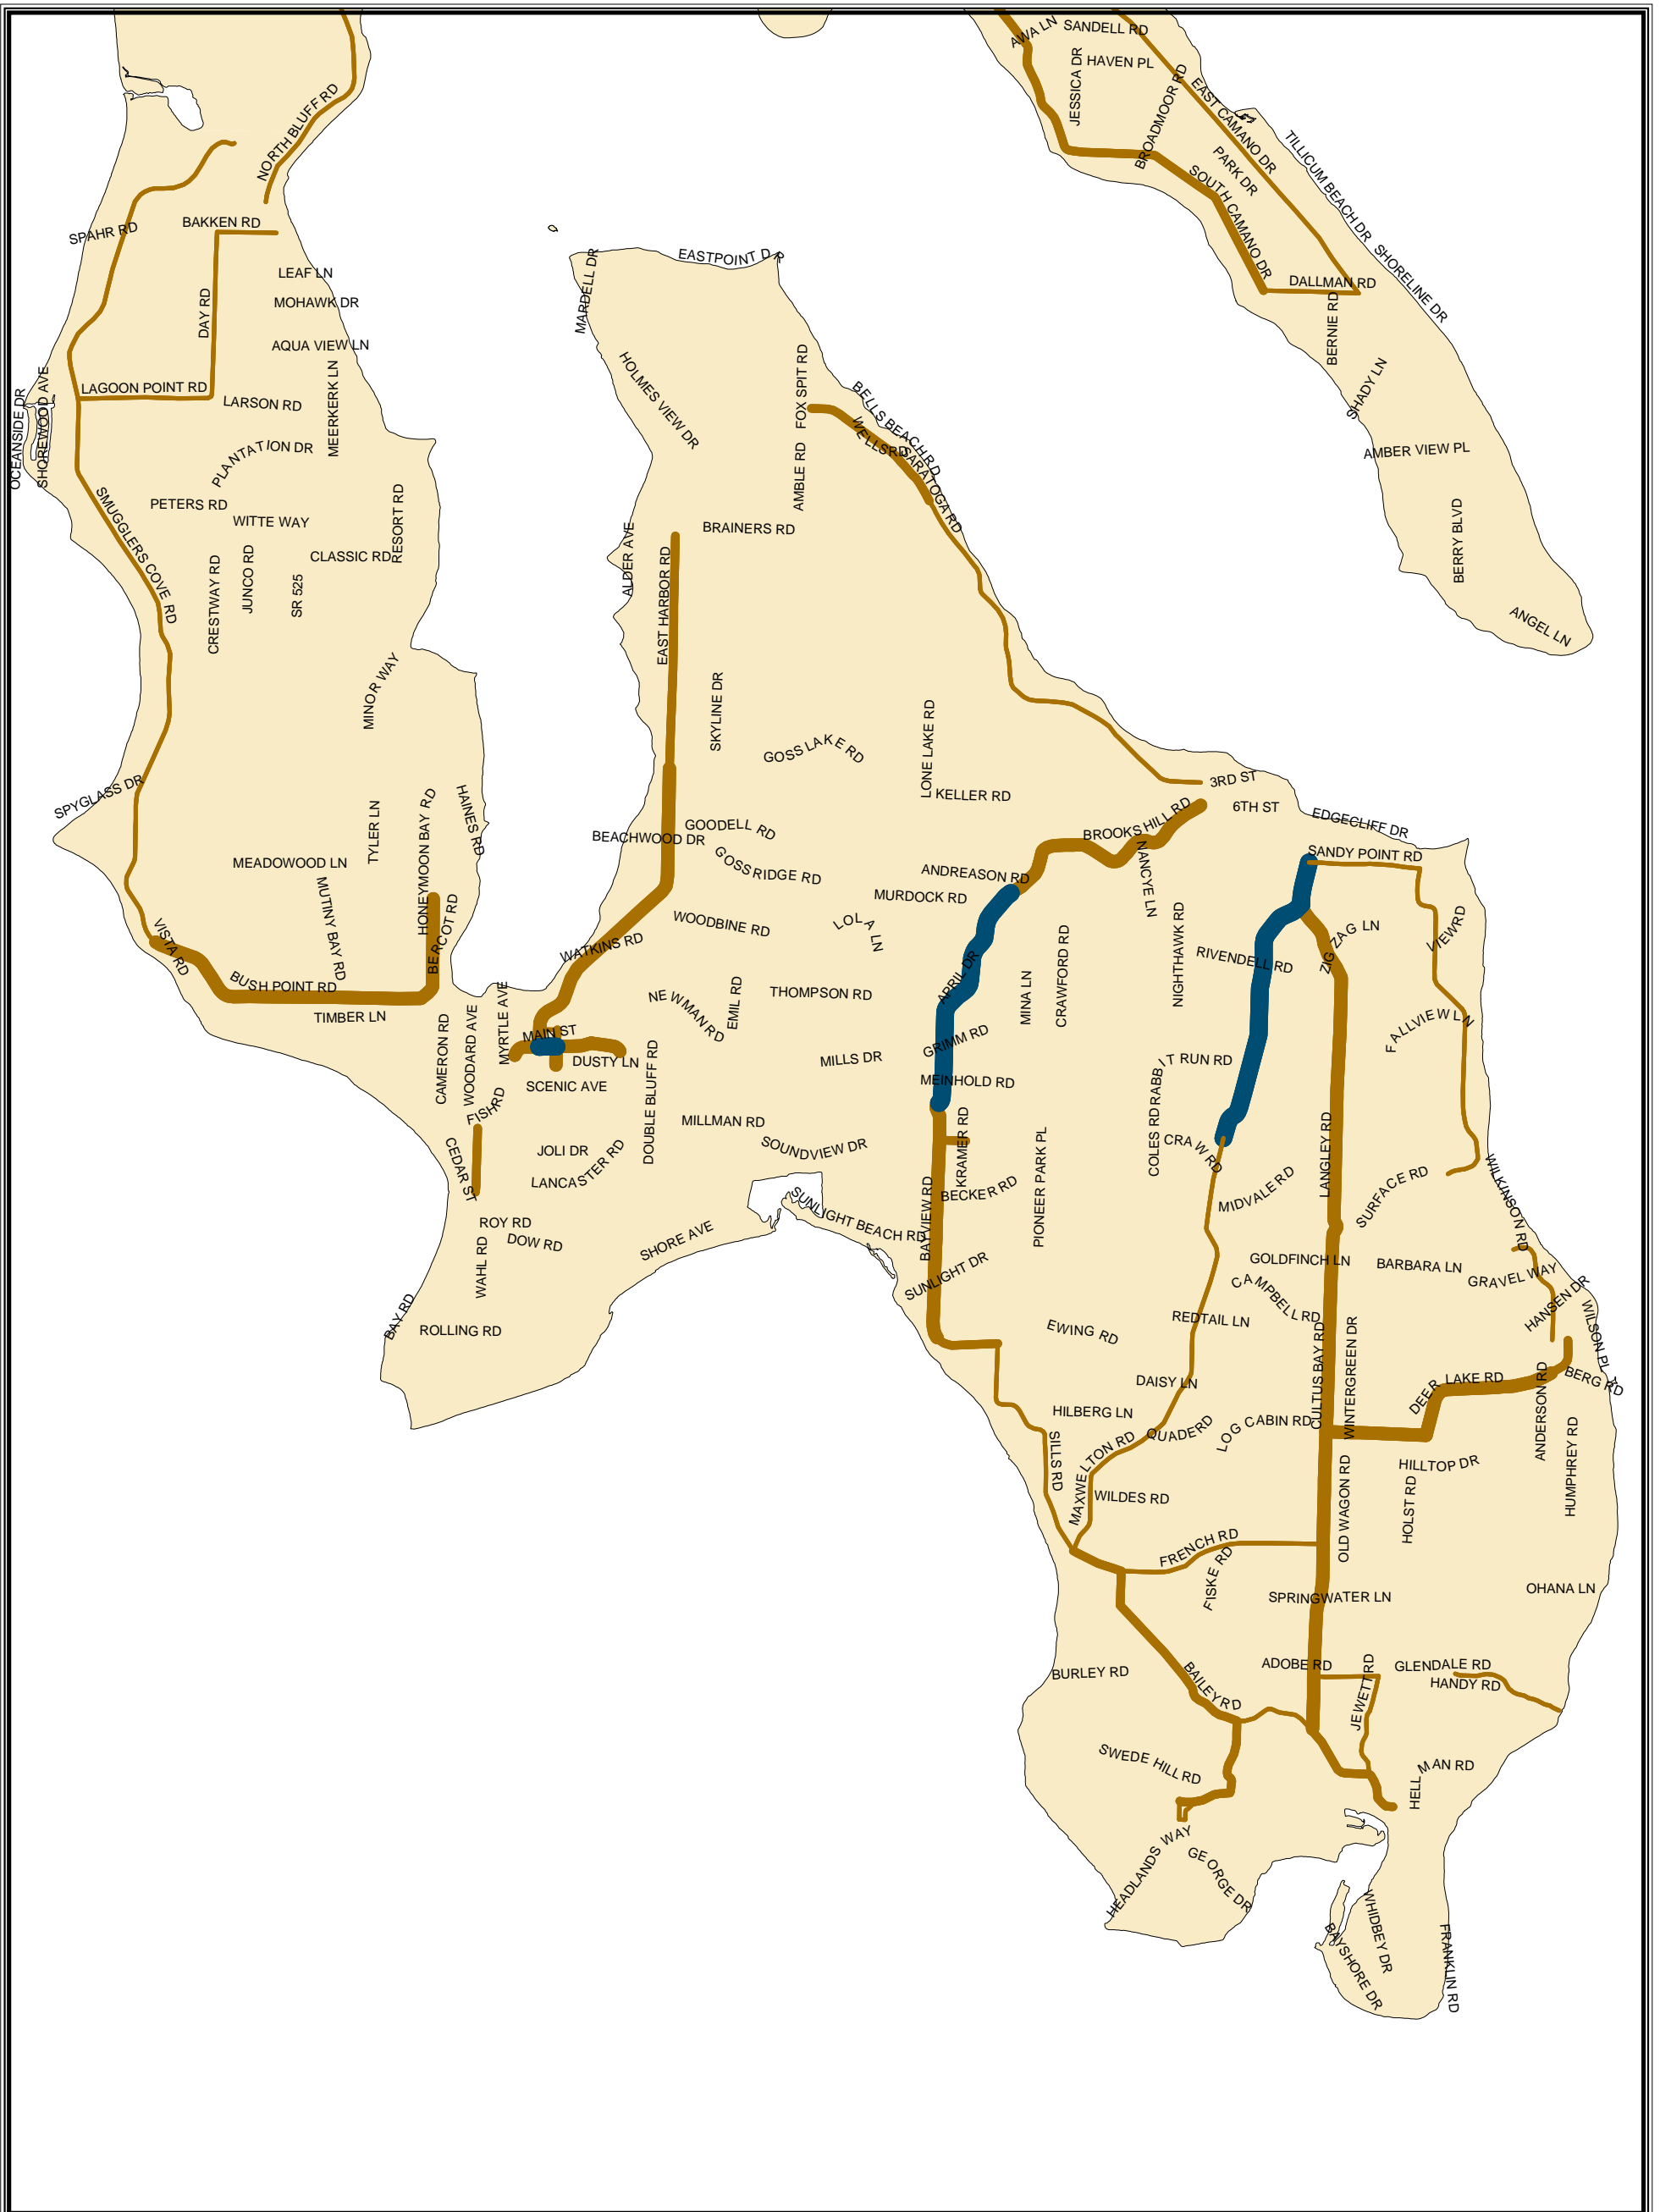 AWA LN
SANDELL RD
JESSICA DR
HAVEN PL
BROADMOOR RD
EAST CAMANO DR
PARK DR
TILLICUM BEACH DR
SOUTH CAMANO DR
SHORELINE DR
DALLMAN RD
BERNIE RD
SHADY LN
AMBER VIEW PL
BERRY BLVD
ANGEL LN
NORTH BLUFF RD
SPAHR RD
BAKKEN RD
LEAF LN
MOHAWK DR
DAY RD
AQUA VIEW LN
MEERKERK LN
LAGOON POINT RD
LARSON RD
OCEANSIDE DR
SHOREWOOD AVE
PLANTATION DR
SMUGGLERS COVE RD
PETERS RD
WITTE WAY
RESORT RD
CLASSIC RD
CRESTWAY RD
JUNCO RD
SR 525
MINOR WAY
SPYGLASS DR
TYLER LN
HONEYMOON BAY RD
HAINES RD
MEADOWOOD LN
MUTINY BAY RD
BERCOT RD
VISTA RD
BUSH POINT RD
TIMBER LN
MARDELL DR
EASTPOINT DR
HOLMES VIEW DR
FOX SPIT RD
AMBLE RD
BELLS BEACH RD
WELLS RD
SARATOGA RD
BRAINERS RD
ALDER AVE
EAST HARBOR RD
SKYLINE DR
GOSS LAKE RD
LONE LAKE RD
KELLER RD
3RD ST
6TH ST
EDGECLIFF DR
BEACHWOOD DR
GOODELL RD
GOSS RIDGE RD
BROOKS HILL RD
NANCYE LN
SANDY POINT RD
ANDREASON RD
MURDOCK RD
WOODBINE RD
LOLA LN
WATKINS RD
CRAWFORD RD
NIGHTHAWK RD
RIVENDELL RD
ZIG ZAG LN
VIEW RD
NEWMAN RD
EMIL RD
THOMPSON RD
APRIL DR
MINA LN
FALLVIEW LN
CAMERON RD
WOODARD AVE
MYRTLE AVE
MAIN ST
DUSTY LN
SCENIC AVE
DOUBLE BLUFF RD
MILLS DR
GRIMM RD
MEINHOLD RD
RABBIT RUN RD
COLES RD
FISH RD
CEDAR ST
JOLI DR
LANCASTER RD
MILLMAN RD
SOUNDVIEW DR
KRAMER RD
BECKER RD
PIONEER PARK PL
CRAW RD
MIDVALE RD
LANGLEY RD
SURFACE RD
WILKINSON RD
ROY RD
DOW RD
WAHL RD
SHORE AVE
SUNLIGHT BEACH RD
BAYVIEW RD
SUNLIGHT DR
GOLDFINCH LN
BARBARA LN
GRAVEL WAY
HANSEN DR
CAMPBELL RD
BAY RD
ROLLING RD
EWING RD
REDTAIL LN
CULTUS BAY RD
WINTERGREEN DR
WILSON PL
DAISY LN
DEER LAKE RD
ANDERSON RD
BERG RD
HILBERG LN
QUADE RD
LOG CABIN RD
HUMPHREY RD
SILLS RD
MAXWELTON RD
HILLTOP DR
WILDES RD
OLD WAGON RD
HOLST RD
FRENCH RD
FISKE RD
SPRINGWATER LN
OHANA LN
BURLEY RD
BAILEY RD
ADOBE RD
JEWETT RD
GLENDALE RD
HANDY RD
SWEDE HILL RD
HELLMAN RD
HEADLANDS WAY
GEORGE DR
WHIDBEY DR
BAYSHORE DR
FRANKLIN RD